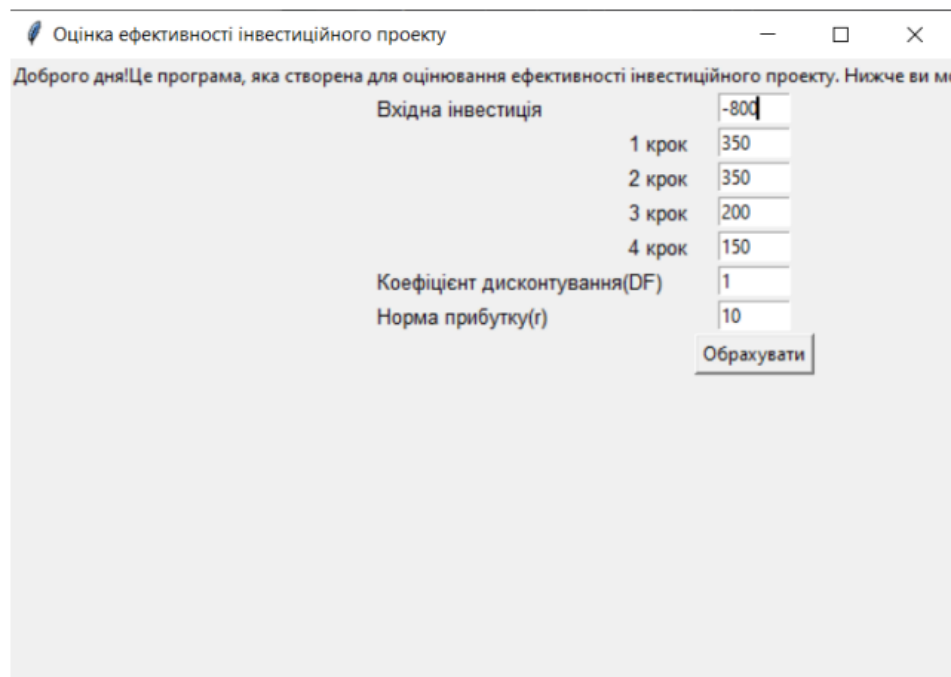 Оцінка ефективності інвестиційного проекту
Доброго дня!Це програма, яка створена для оцінювання ефективності інвестиційного проекту. Нижче ви
Вхідна інвестиція -800
1 крок 350
2 крок 350
3 крок 200
4 крок 150
Коефіцієнт дисконтування(DF) 1
Норма прибутку(r) 10
Обрахувати